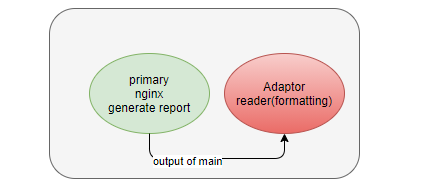 primary
nginx
generate report
Adaptor
reader(formatting)
output of main